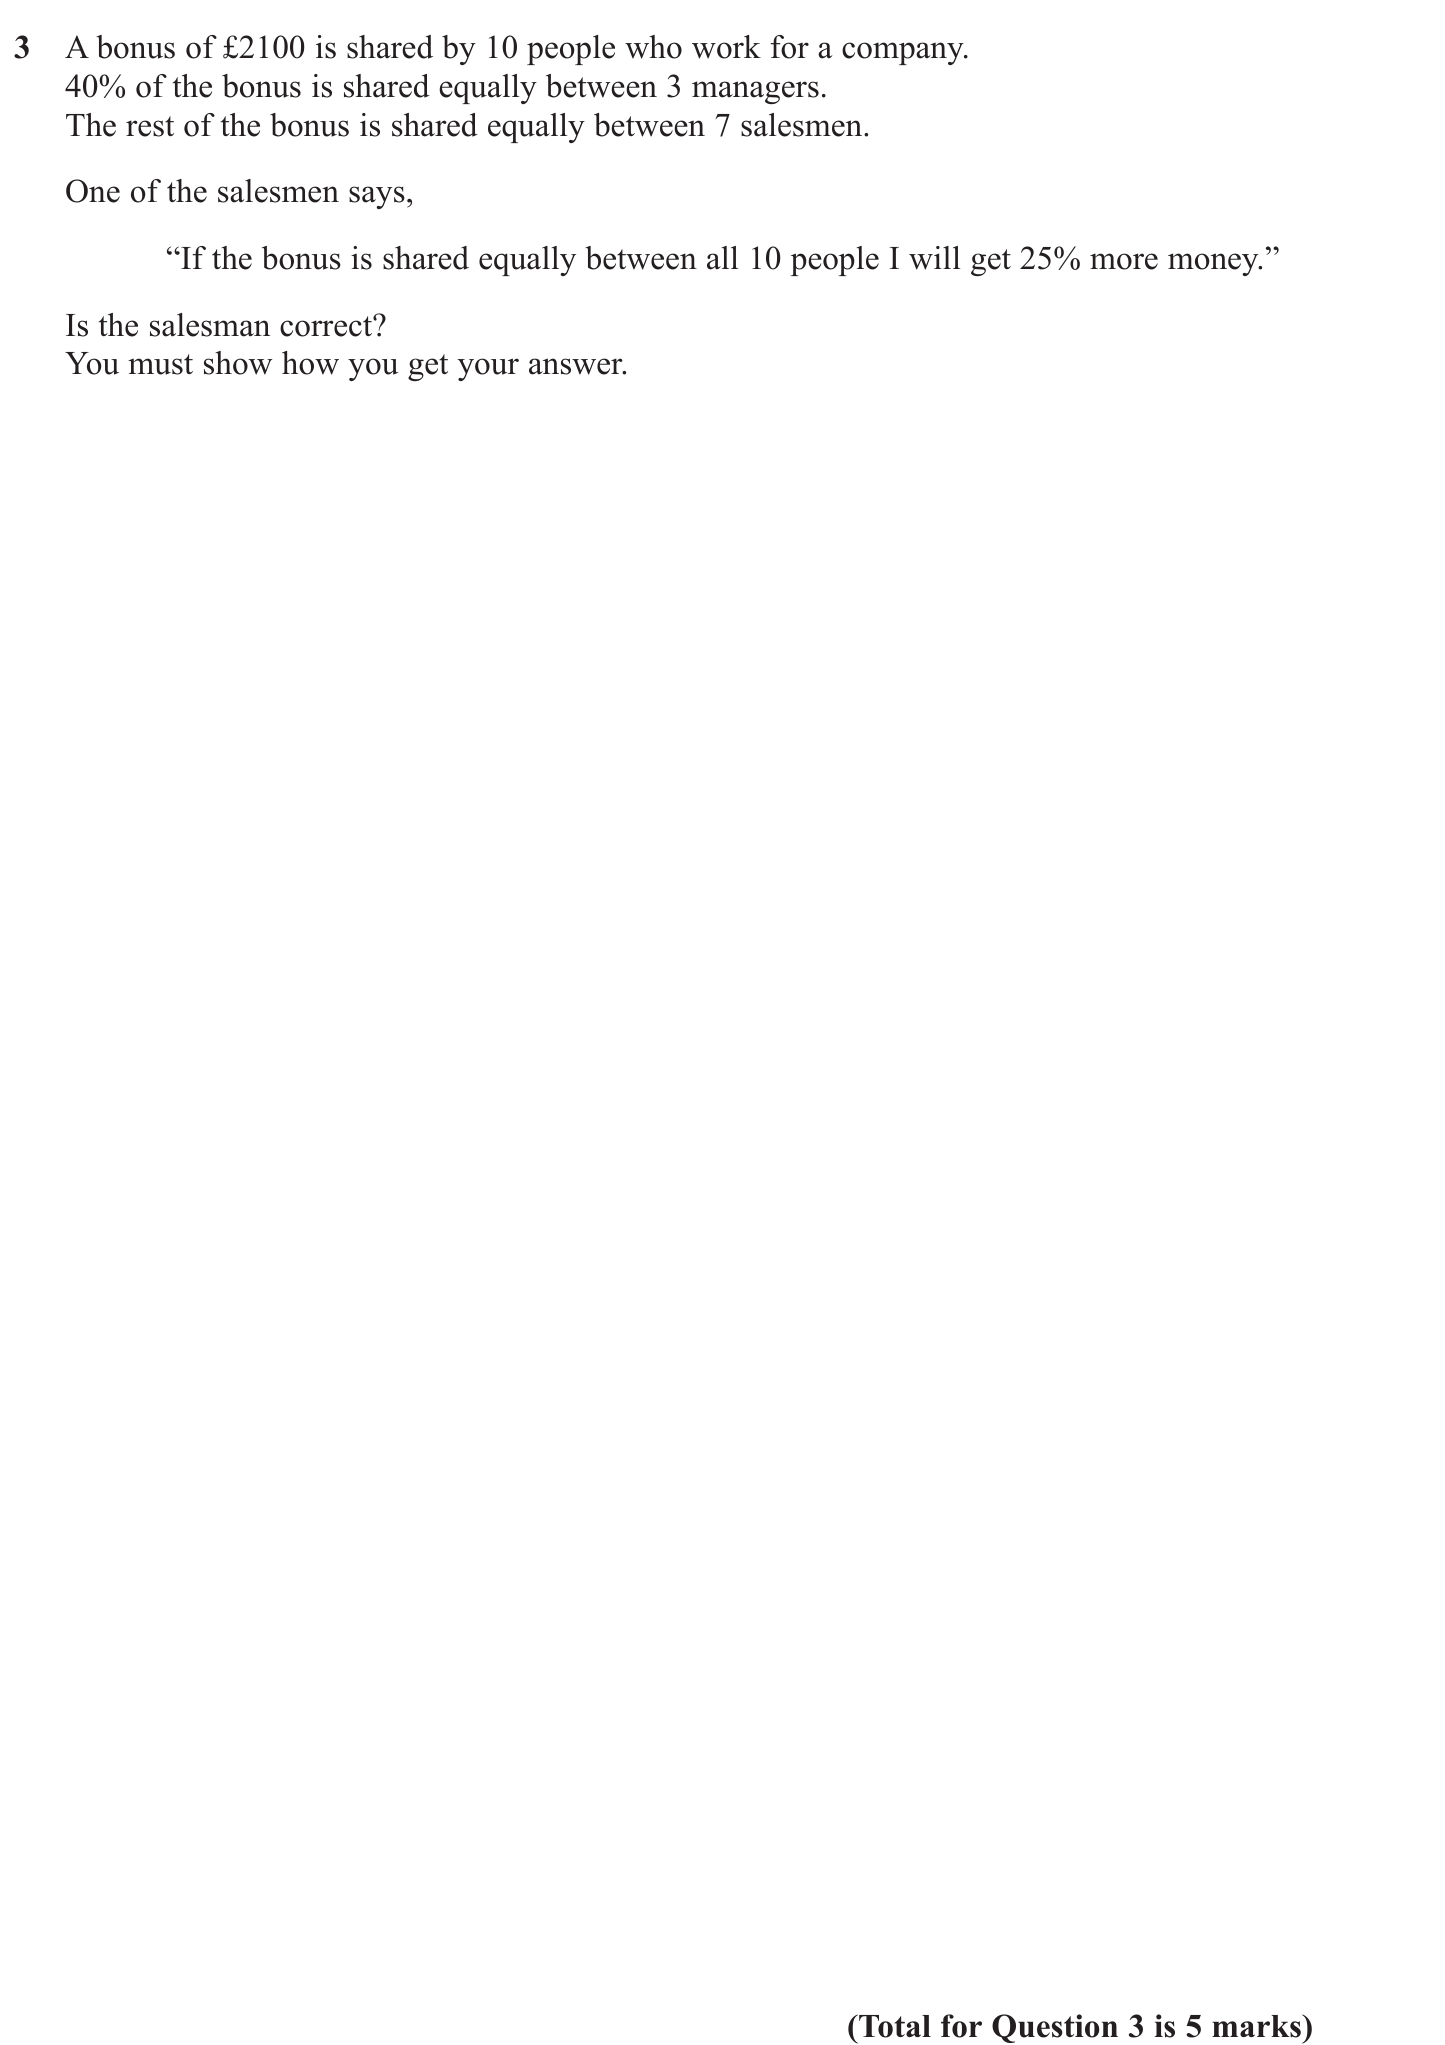 3 A bonus of £2100 is shared by 10 people who work for a company.
40% of the bonus is shared equally between 3 managers.
The rest of the bonus is shared equally between 7 salesmen.
One of the salesmen says,
“If the bonus is shared equally between all 10 people I will get 25% more money.”
Is the salesman correct?
You must show how you get your answer.
(Total for Question 3 is 5 marks)